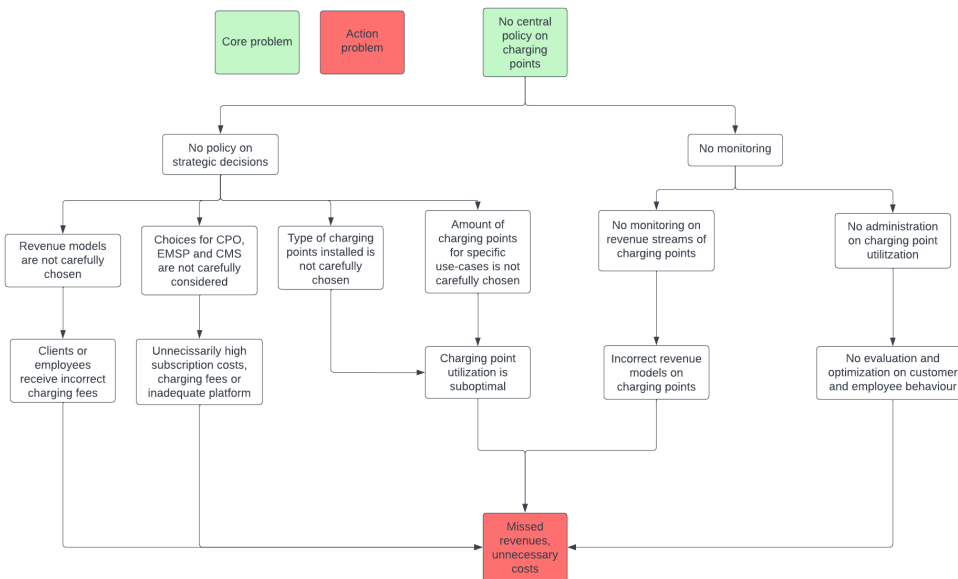 Core problem
Action
problem
No central
policy on
charging
points
No policy on
strategic decisions
No monitoring
Revenue models
are not carefully
chosen
Choices for CPO,
EMSP and CMS
are not carefully
considered
Type of charging
points installed is
not carefully
chosen
Amount of
charging points
for specific
use-cases is not
carefully chosen
No monitoring on
revenue streams of
charging points
No administration
on charging point
utilitzation
Clients or
employees
receive incorrect
charging fees
Unnecissarily high
subscription costs,
charging fees or
inadequate platform
Charging point
utilization is
suboptimal
Incorrect revenue
models on
charging points
No evaluation and
optimization on customer
and employee behaviour
Missed
revenues,
unnecessary
costs